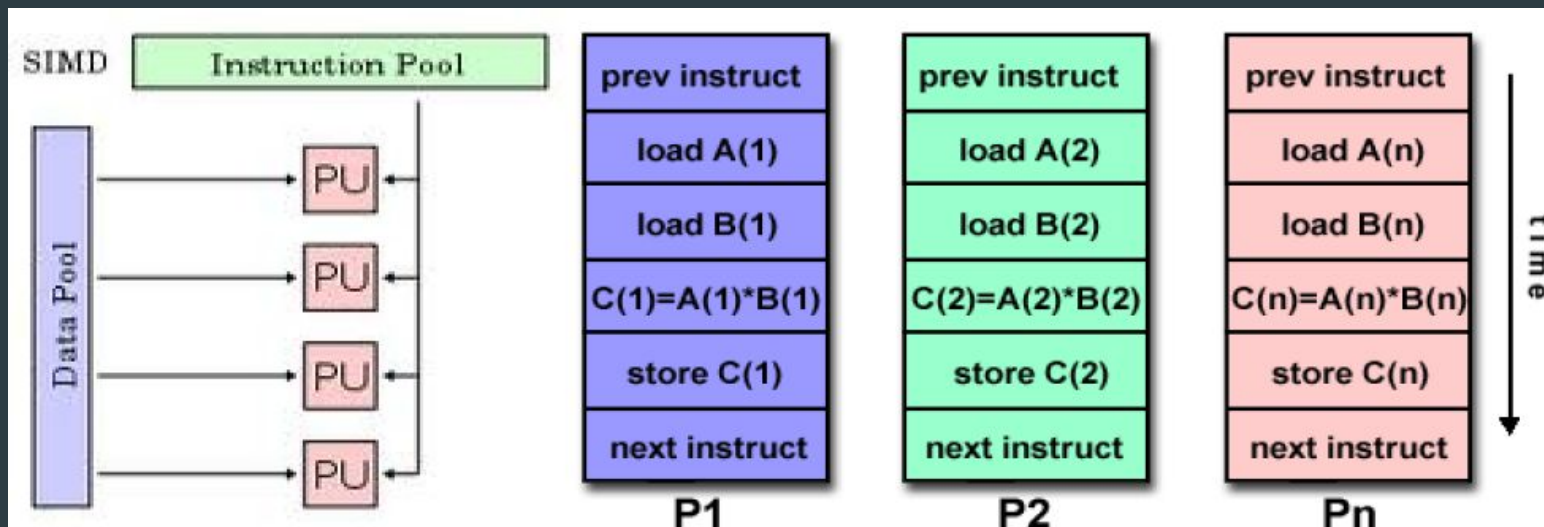 SIMD
Instruction Pool
Data Pool
PU
PU
PU
PU
prev instruct
load A(1)
load B(1)
C(1)=A(1)*B(1)
store C(1)
next instruct
P1
prev instruct
load A(2)
load B(2)
C(2)=A(2)*B(2)
store C(2)
next instruct
P2
prev instruct
load A(n)
load B(n)
C(n)=A(n)*B(n)
store C(n)
next instruct
Pn
time